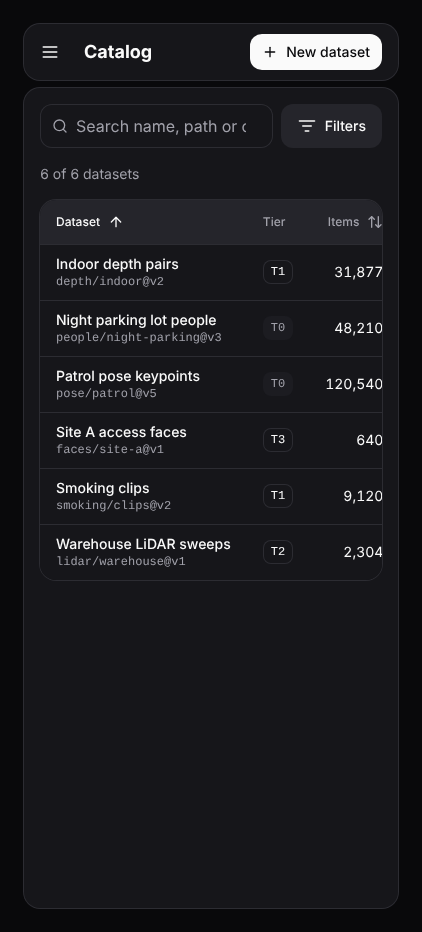 Catalog
New dataset
Search name, path or
Filters
6 of 6 datasets
Dataset Tier Items
Indoor depth pairs T1 31,877
depth/indoor@v2
Night parking lot people T0 48,210
people/night-parking@v3
Patrol pose keypoints T0 120,540
pose/patrol@v5
Site A access faces T3 640
faces/site-a@v1
Smoking clips T1 9,120
smoking/clips@v2
Warehouse LiDAR sweeps T2 2,304
lidar/warehouse@v1